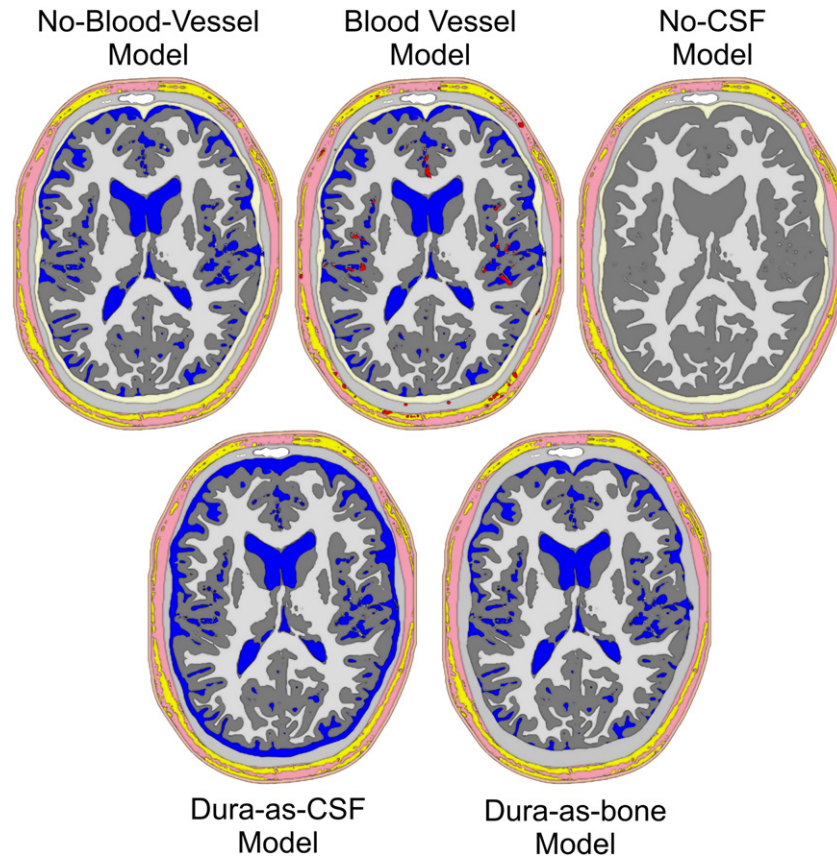 No-Blood-Vessel
Model
Blood Vessel
Model
No-CSF
Model
Dura-as-CSF
Model
Dura-as-bone
Model